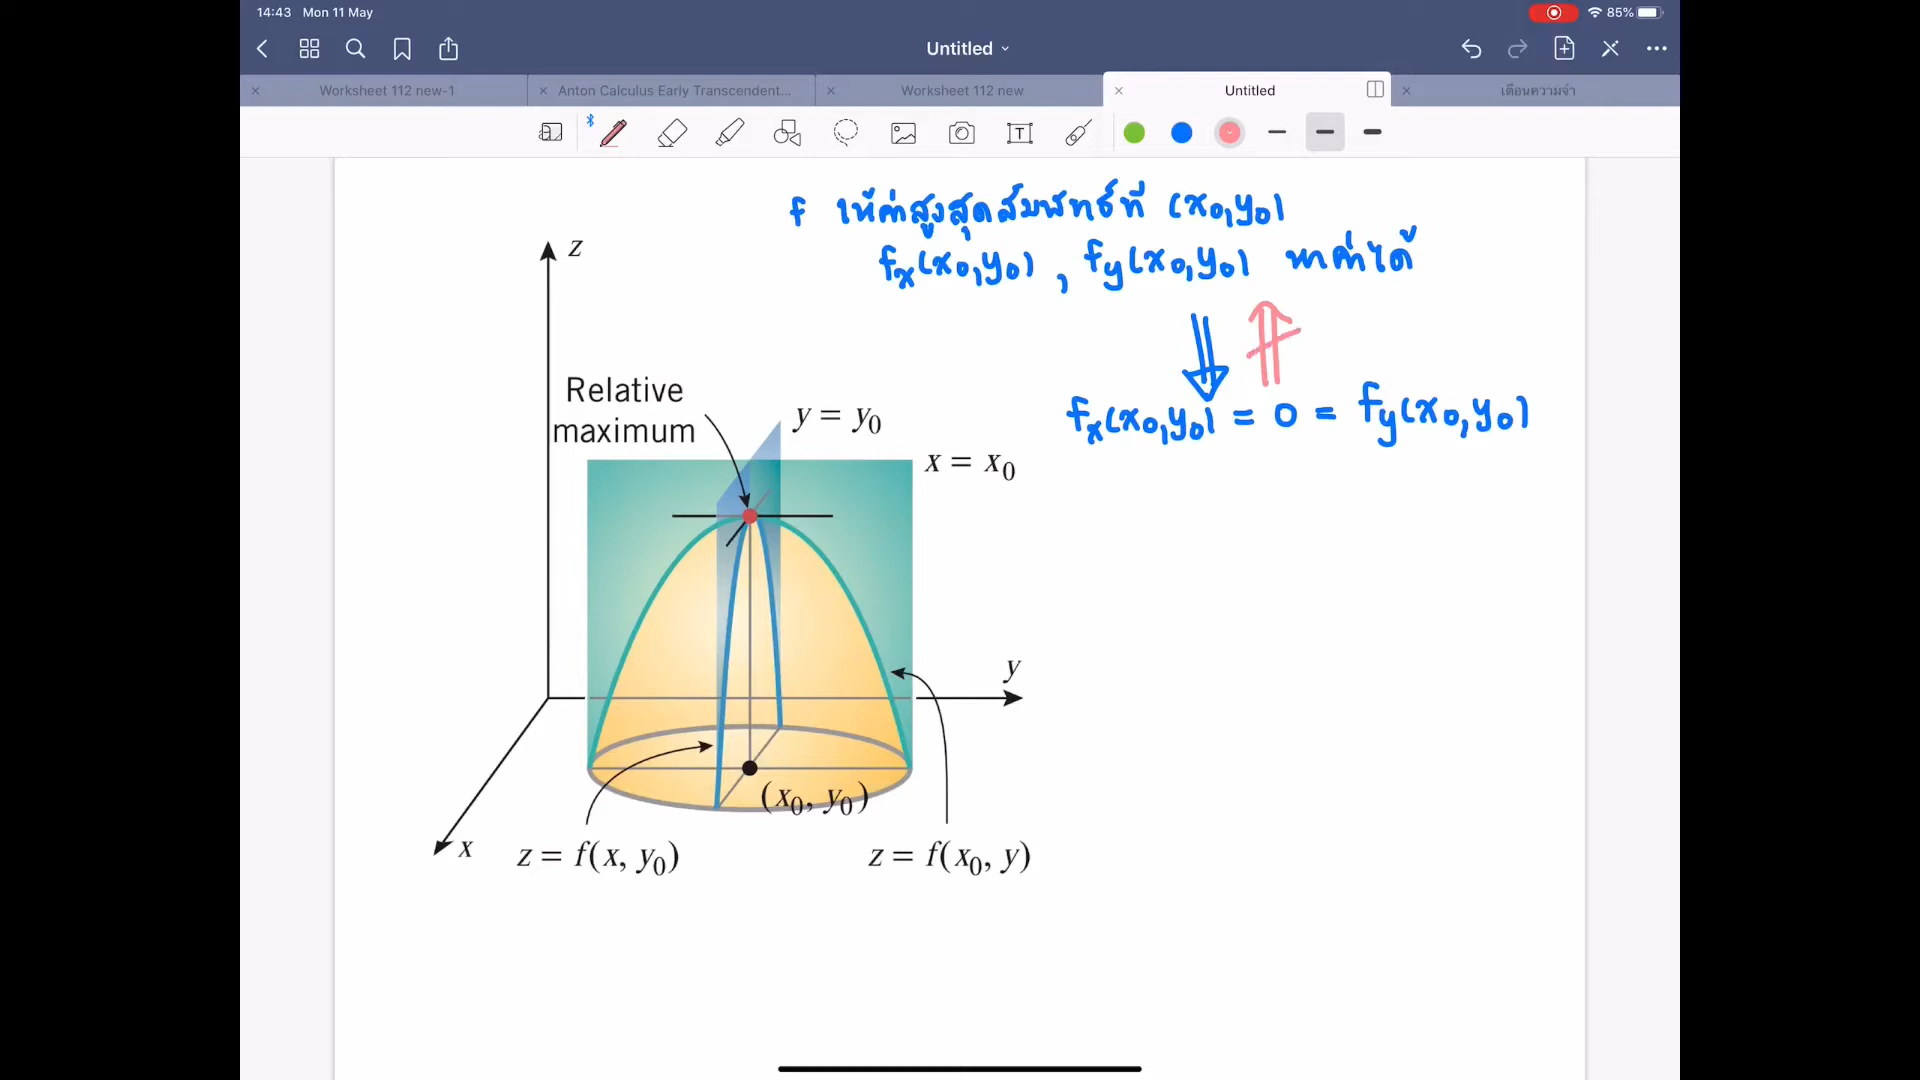 14:43 Mon 11 May
85%
Untitled
Worksheet 112 new-1
Anton Calculus Early Transcendent...
Worksheet 112 new
Untitled
เตือนความจำ
f ให้ค่าสูงสุดสัมพัทธ์ที่ (x₀,y₀)
fₓ(x₀,y₀) , f_y(x₀,y₀) หาค่าได้
⇓ ⇑
fₓ(x₀,y₀) = 0 = f_y(x₀,y₀)
z
Relative
maximum
y = y₀
x = x₀
y
(x₀, y₀)
x
z = f(x, y₀)
z = f(x₀, y)